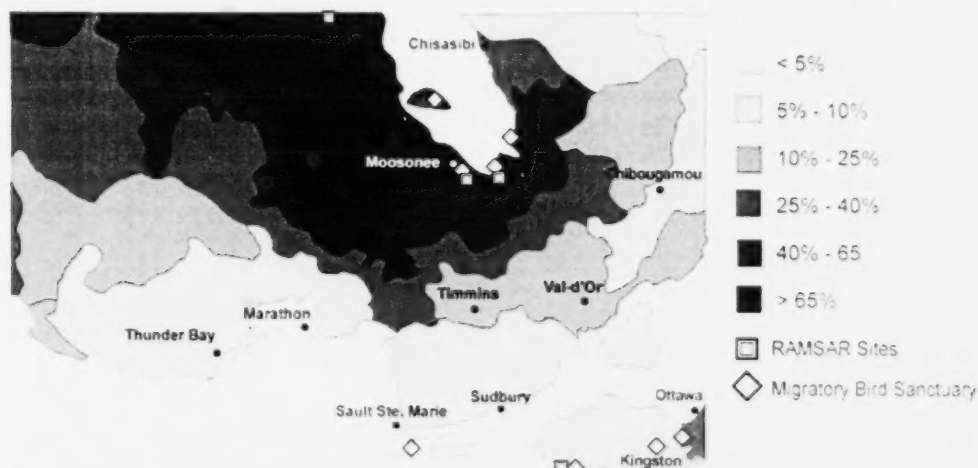 Chisasibi
< 5%
5% - 10%
Moosonee
10% - 25%
Chibougamou
25% - 40%
40% - 65
Timmins
Val-d'Or
> 65%
Marathon
Thunder Bay
RAMSAR Sites
Migratory Bird Sanctuary
Sudbury
Ottawa
Sault Ste. Marie
Kingston